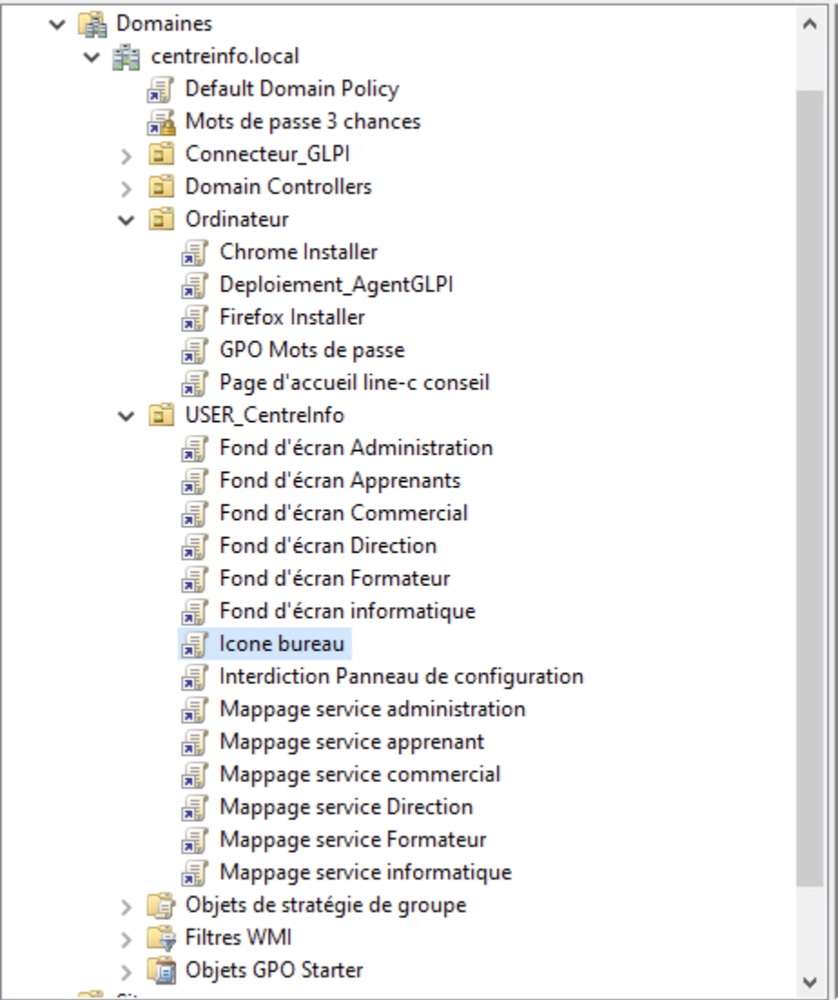 Domaines
centreinfo.local
Default Domain Policy
Mots de passe 3 chances
Connecteur_GLPI
Domain Controllers
Ordinateur
Chrome Installer
Deploiement_AgentGLPI
Firefox Installer
GPO Mots de passe
Page d'accueil line-c conseil
USER_CentreInfo
Fond d'écran Administration
Fond d'écran Apprenants
Fond d'écran Commercial
Fond d'écran Direction
Fond d'écran Formateur
Fond d'écran informatique
Icone bureau
Interdiction Panneau de configuration
Mappage service administration
Mappage service apprenant
Mappage service commercial
Mappage service Direction
Mappage service Formateur
Mappage service informatique
Objets de stratégie de groupe
Filtres WMI
Objets GPO Starter